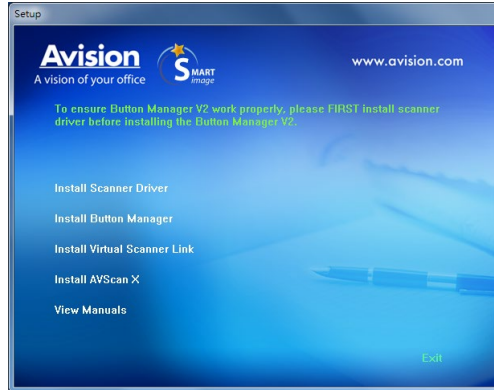 Setup
Avision
A vision of your office
SMART
image
www.avision.com
To ensure Button Manager V2 work properly, please FIRST install scanner
driver before installing the Button Manager V2.
Install Scanner Driver
Install Button Manager
Install Virtual Scanner Link
Install AVScan X
View Manuals
Exit